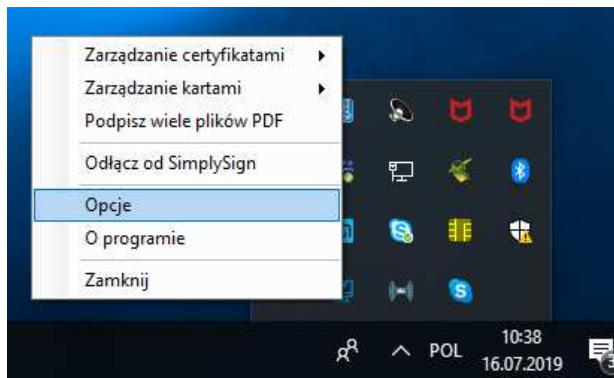 Zarządzanie certyfikatami
Zarządzanie kartami
Podpisz wiele plików PDF
Odłącz od SimplySign
Opcje
O programie
Zamknij
POL
10:38
16.07.2019
3